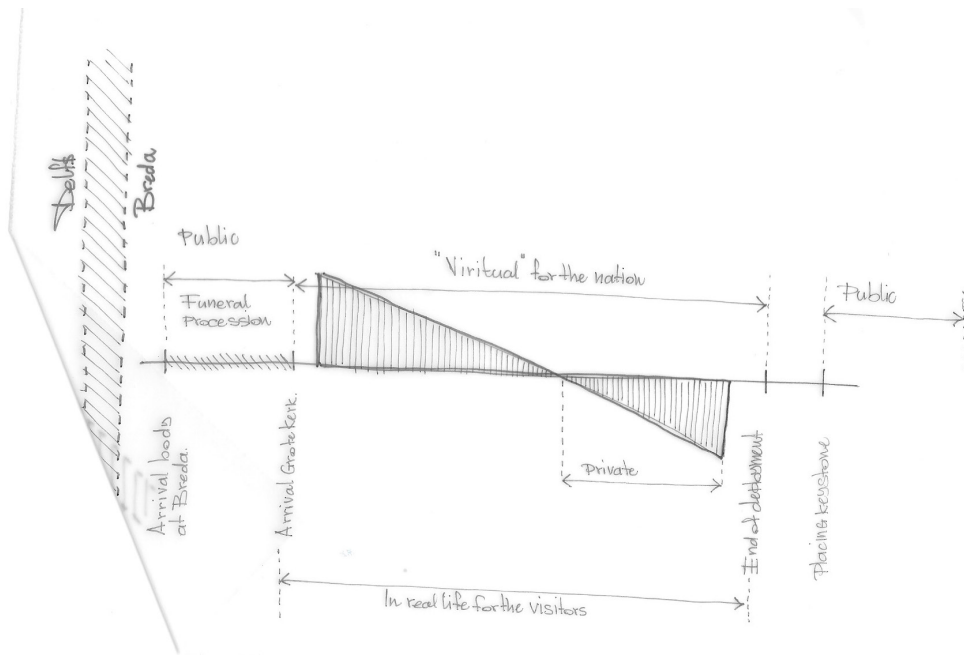 Delft
Breda
Public
Funeral
Procession
"Viritual" for the nation
Public
Arrival body
at Breda.
Arrival Grote Kerk.
Private
End of
Placing keystone
In real life for the visitors